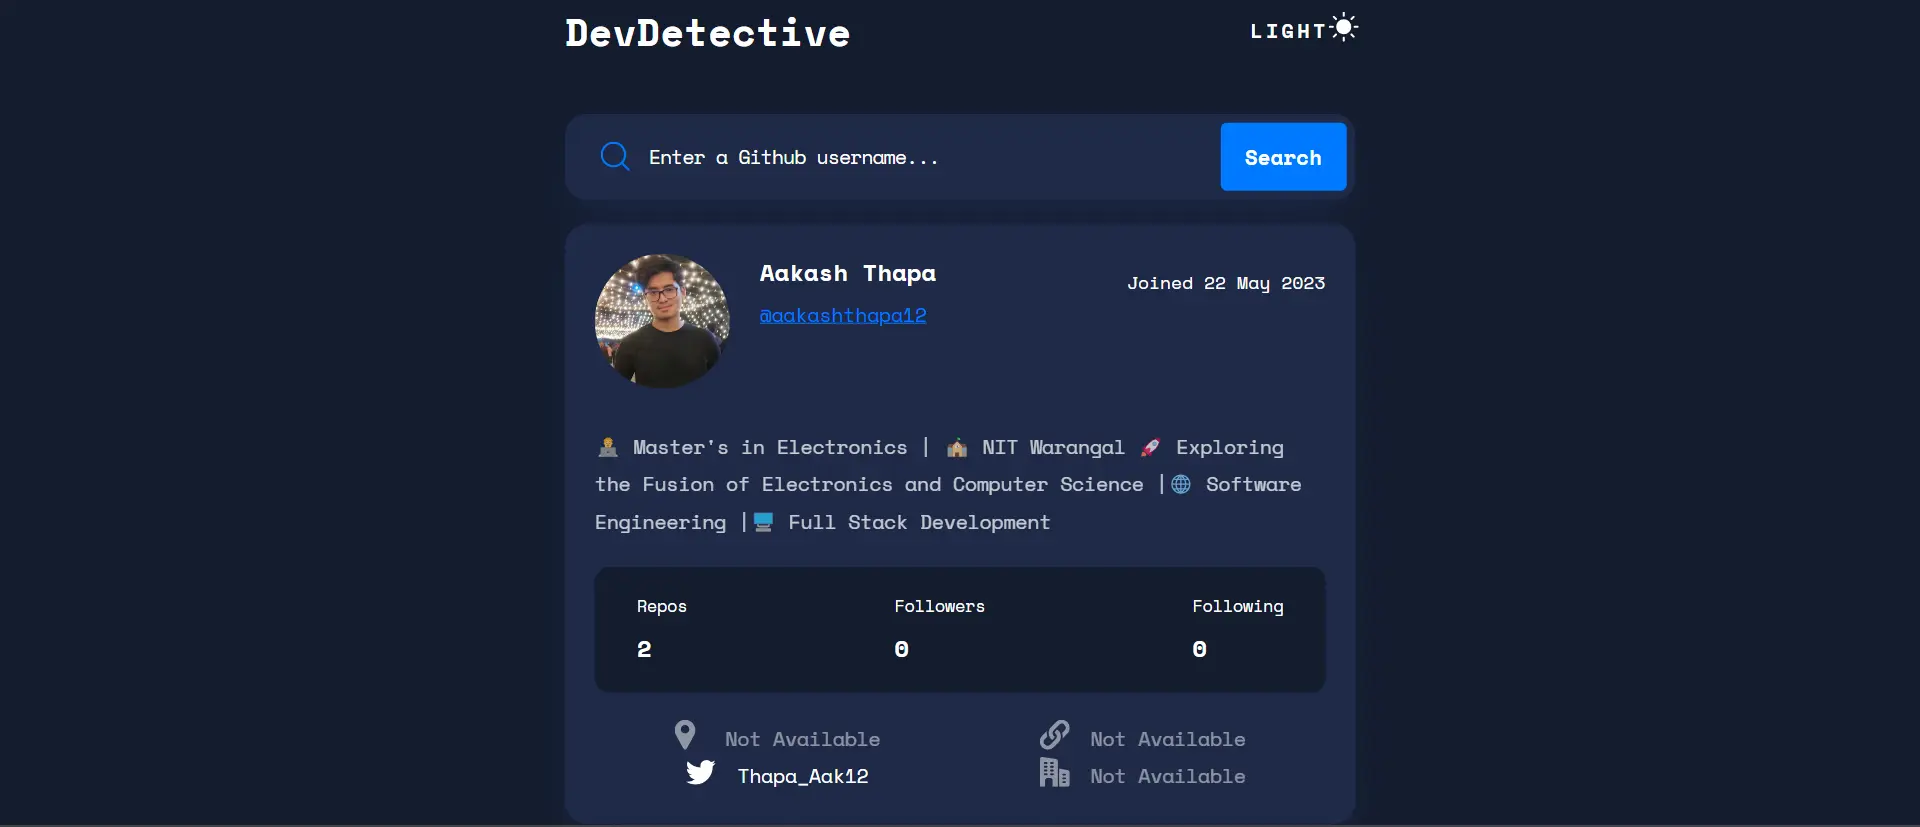 DevDetective
LIGHT
Enter a Github username...
Search
Aakash Thapa
Joined 22 May 2023
@aakashthapa12
Master's in Electronics | NIT Warangal 🚀 Exploring
the Fusion of Electronics and Computer Science |🌐 Software
Engineering |🖥️ Full Stack Development
Repos
Followers
Following
2
0
0
Not Available
Not Available
Thapa_Aak12
Not Available